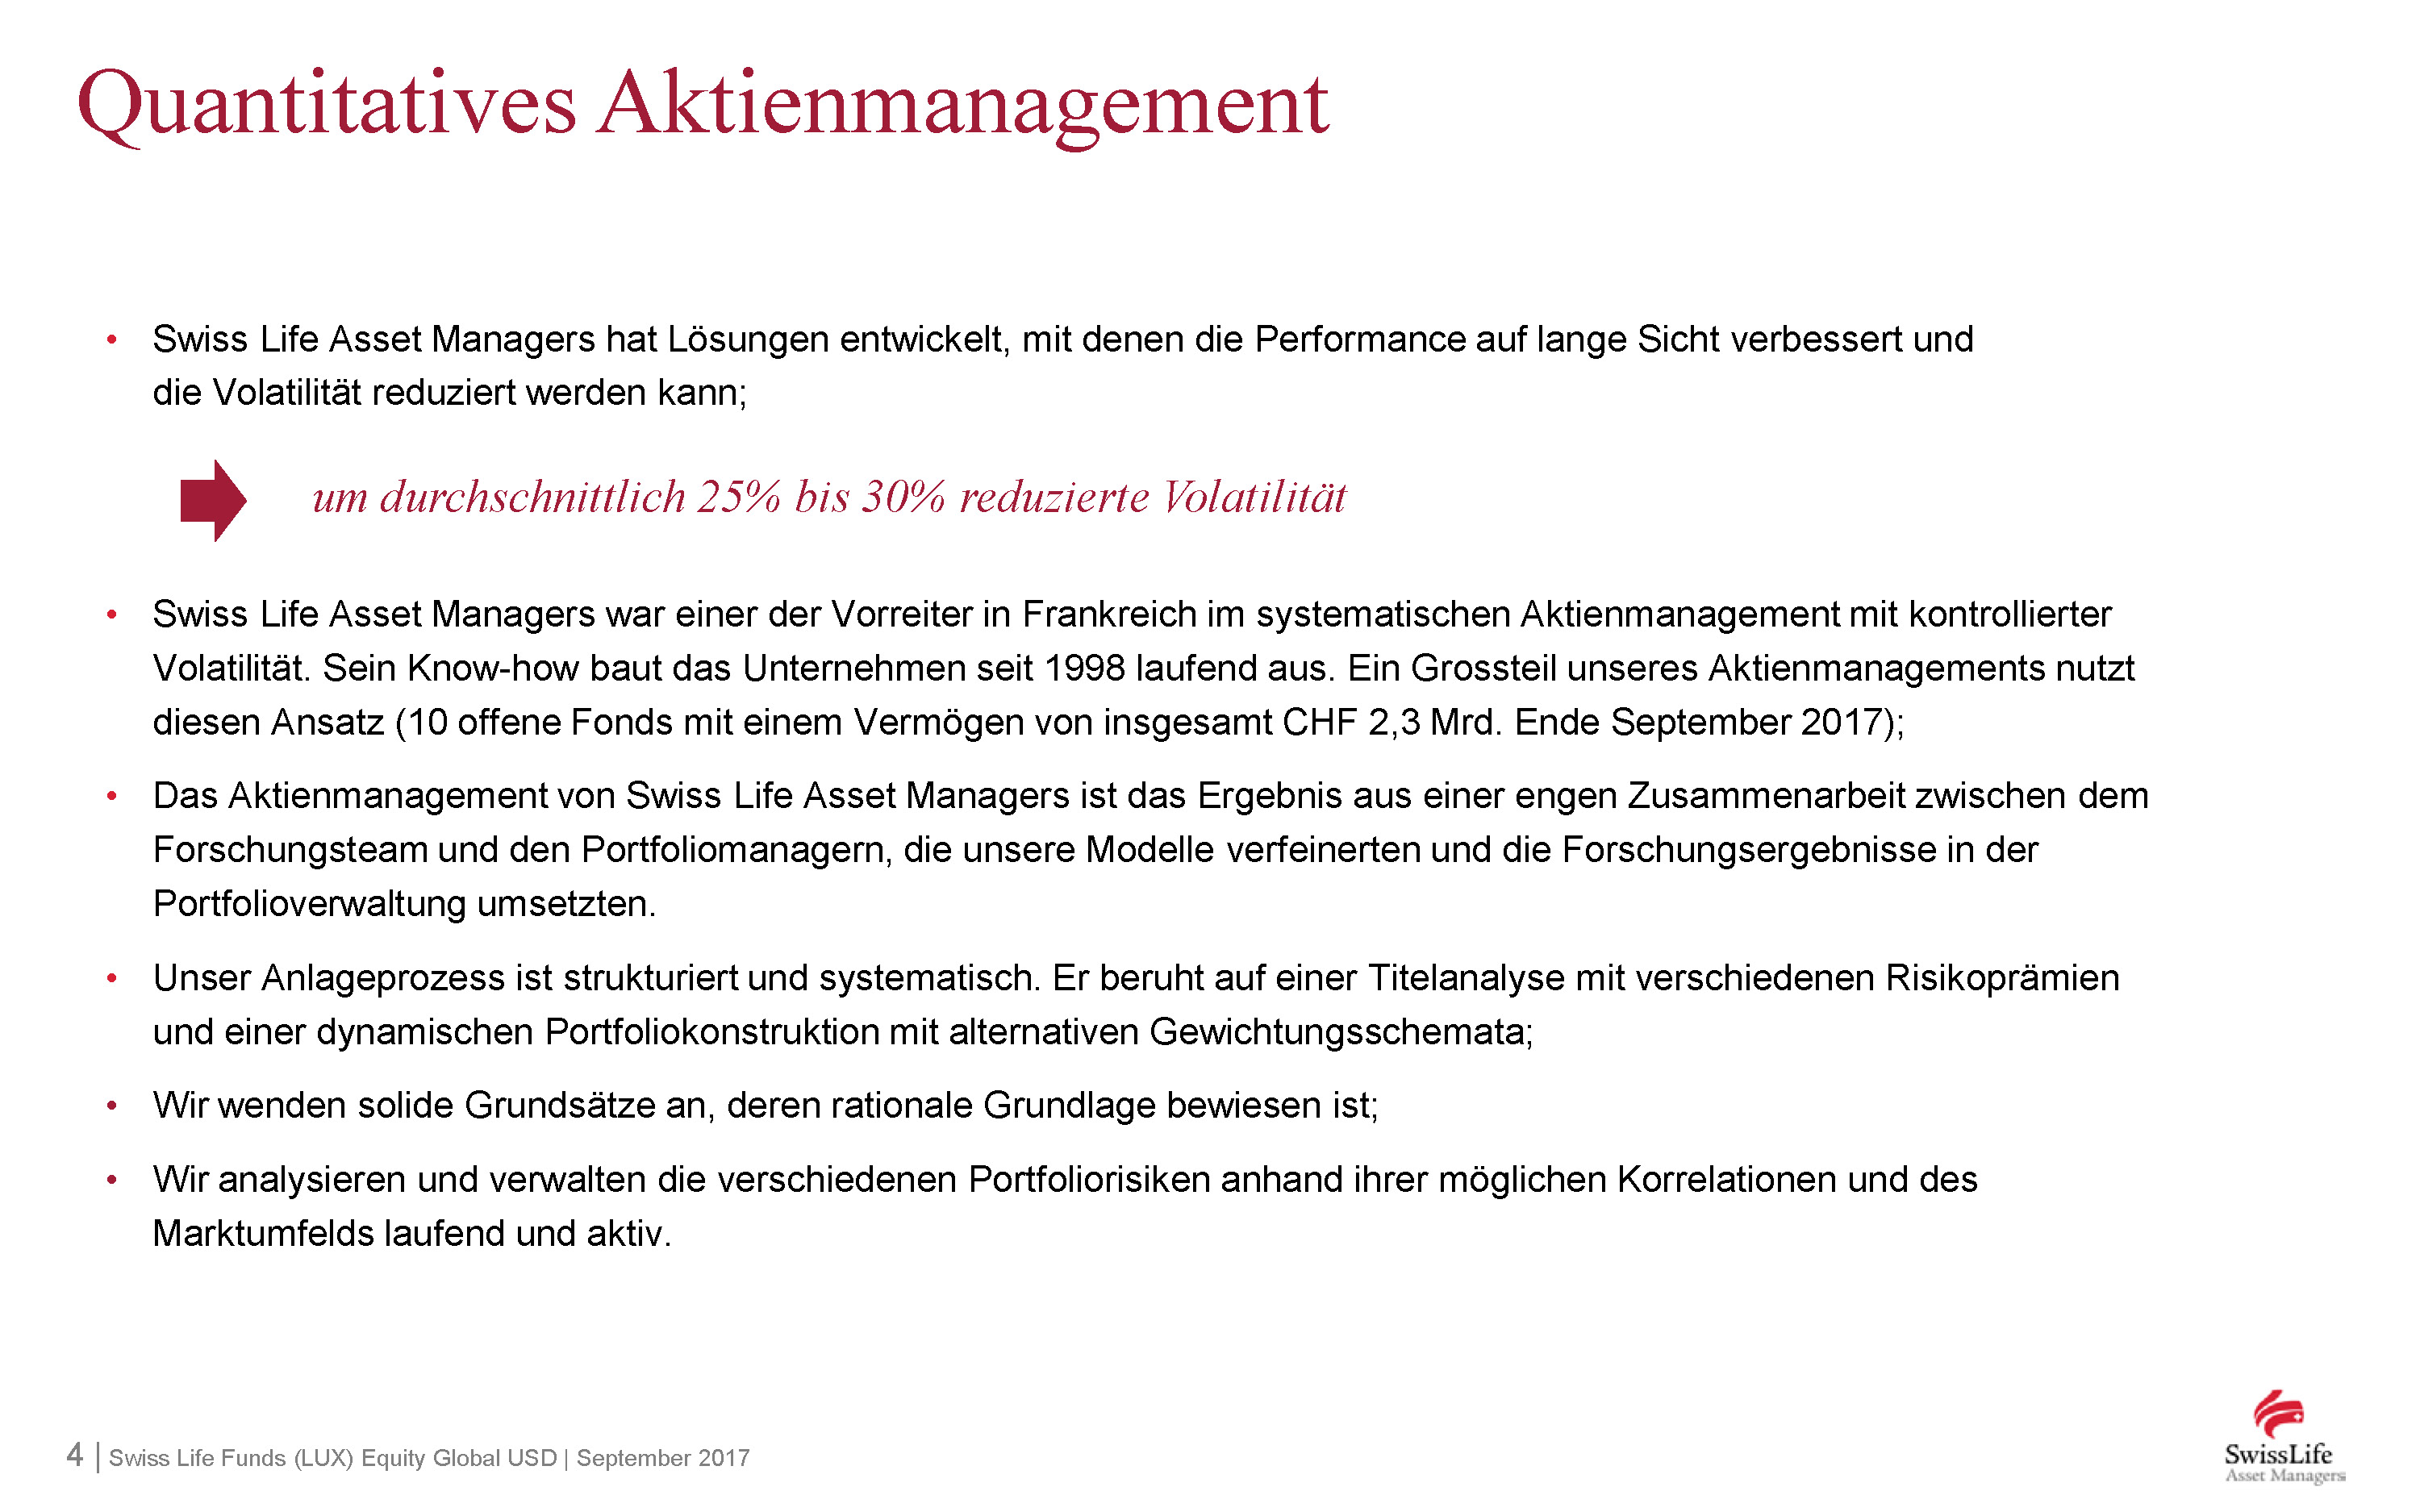 Quantitatives Aktienmanagement
• Swiss Life Asset Managers hat Lösungen entwickelt, mit denen die Performance auf lange Sicht verbessert und
die Volatilität reduziert werden kann;
um durchschnittlich 25% bis 30% reduzierte Volatilität
• Swiss Life Asset Managers war einer der Vorreiter in Frankreich im systematischen Aktienmanagement mit kontrollierter
Volatilität. Sein Know-how baut das Unternehmen seit 1998 laufend aus. Ein Grossteil unseres Aktienmanagements nutzt
diesen Ansatz (10 offene Fonds mit einem Vermögen von insgesamt CHF 2,3 Mrd. Ende September 2017);
• Das Aktienmanagement von Swiss Life Asset Managers ist das Ergebnis aus einer engen Zusammenarbeit zwischen dem
Forschungsteam und den Portfoliomanagern, die unsere Modelle verfeinerten und die Forschungsergebnisse in der
Portfolioverwaltung umsetzten.
• Unser Anlageprozess ist strukturiert und systematisch. Er beruht auf einer Titelanalyse mit verschiedenen Risikoprämien
und einer dynamischen Portfoliokonstruktion mit alternativen Gewichtungsschemata;
• Wir wenden solide Grundsätze an, deren rationale Grundlage bewiesen ist;
• Wir analysieren und verwalten die verschiedenen Portfoliorisiken anhand ihrer möglichen Korrelationen und des
Marktumfelds laufend und aktiv.
4 | Swiss Life Funds (LUX) Equity Global USD | September 2017
SwissLife
Asset Managers